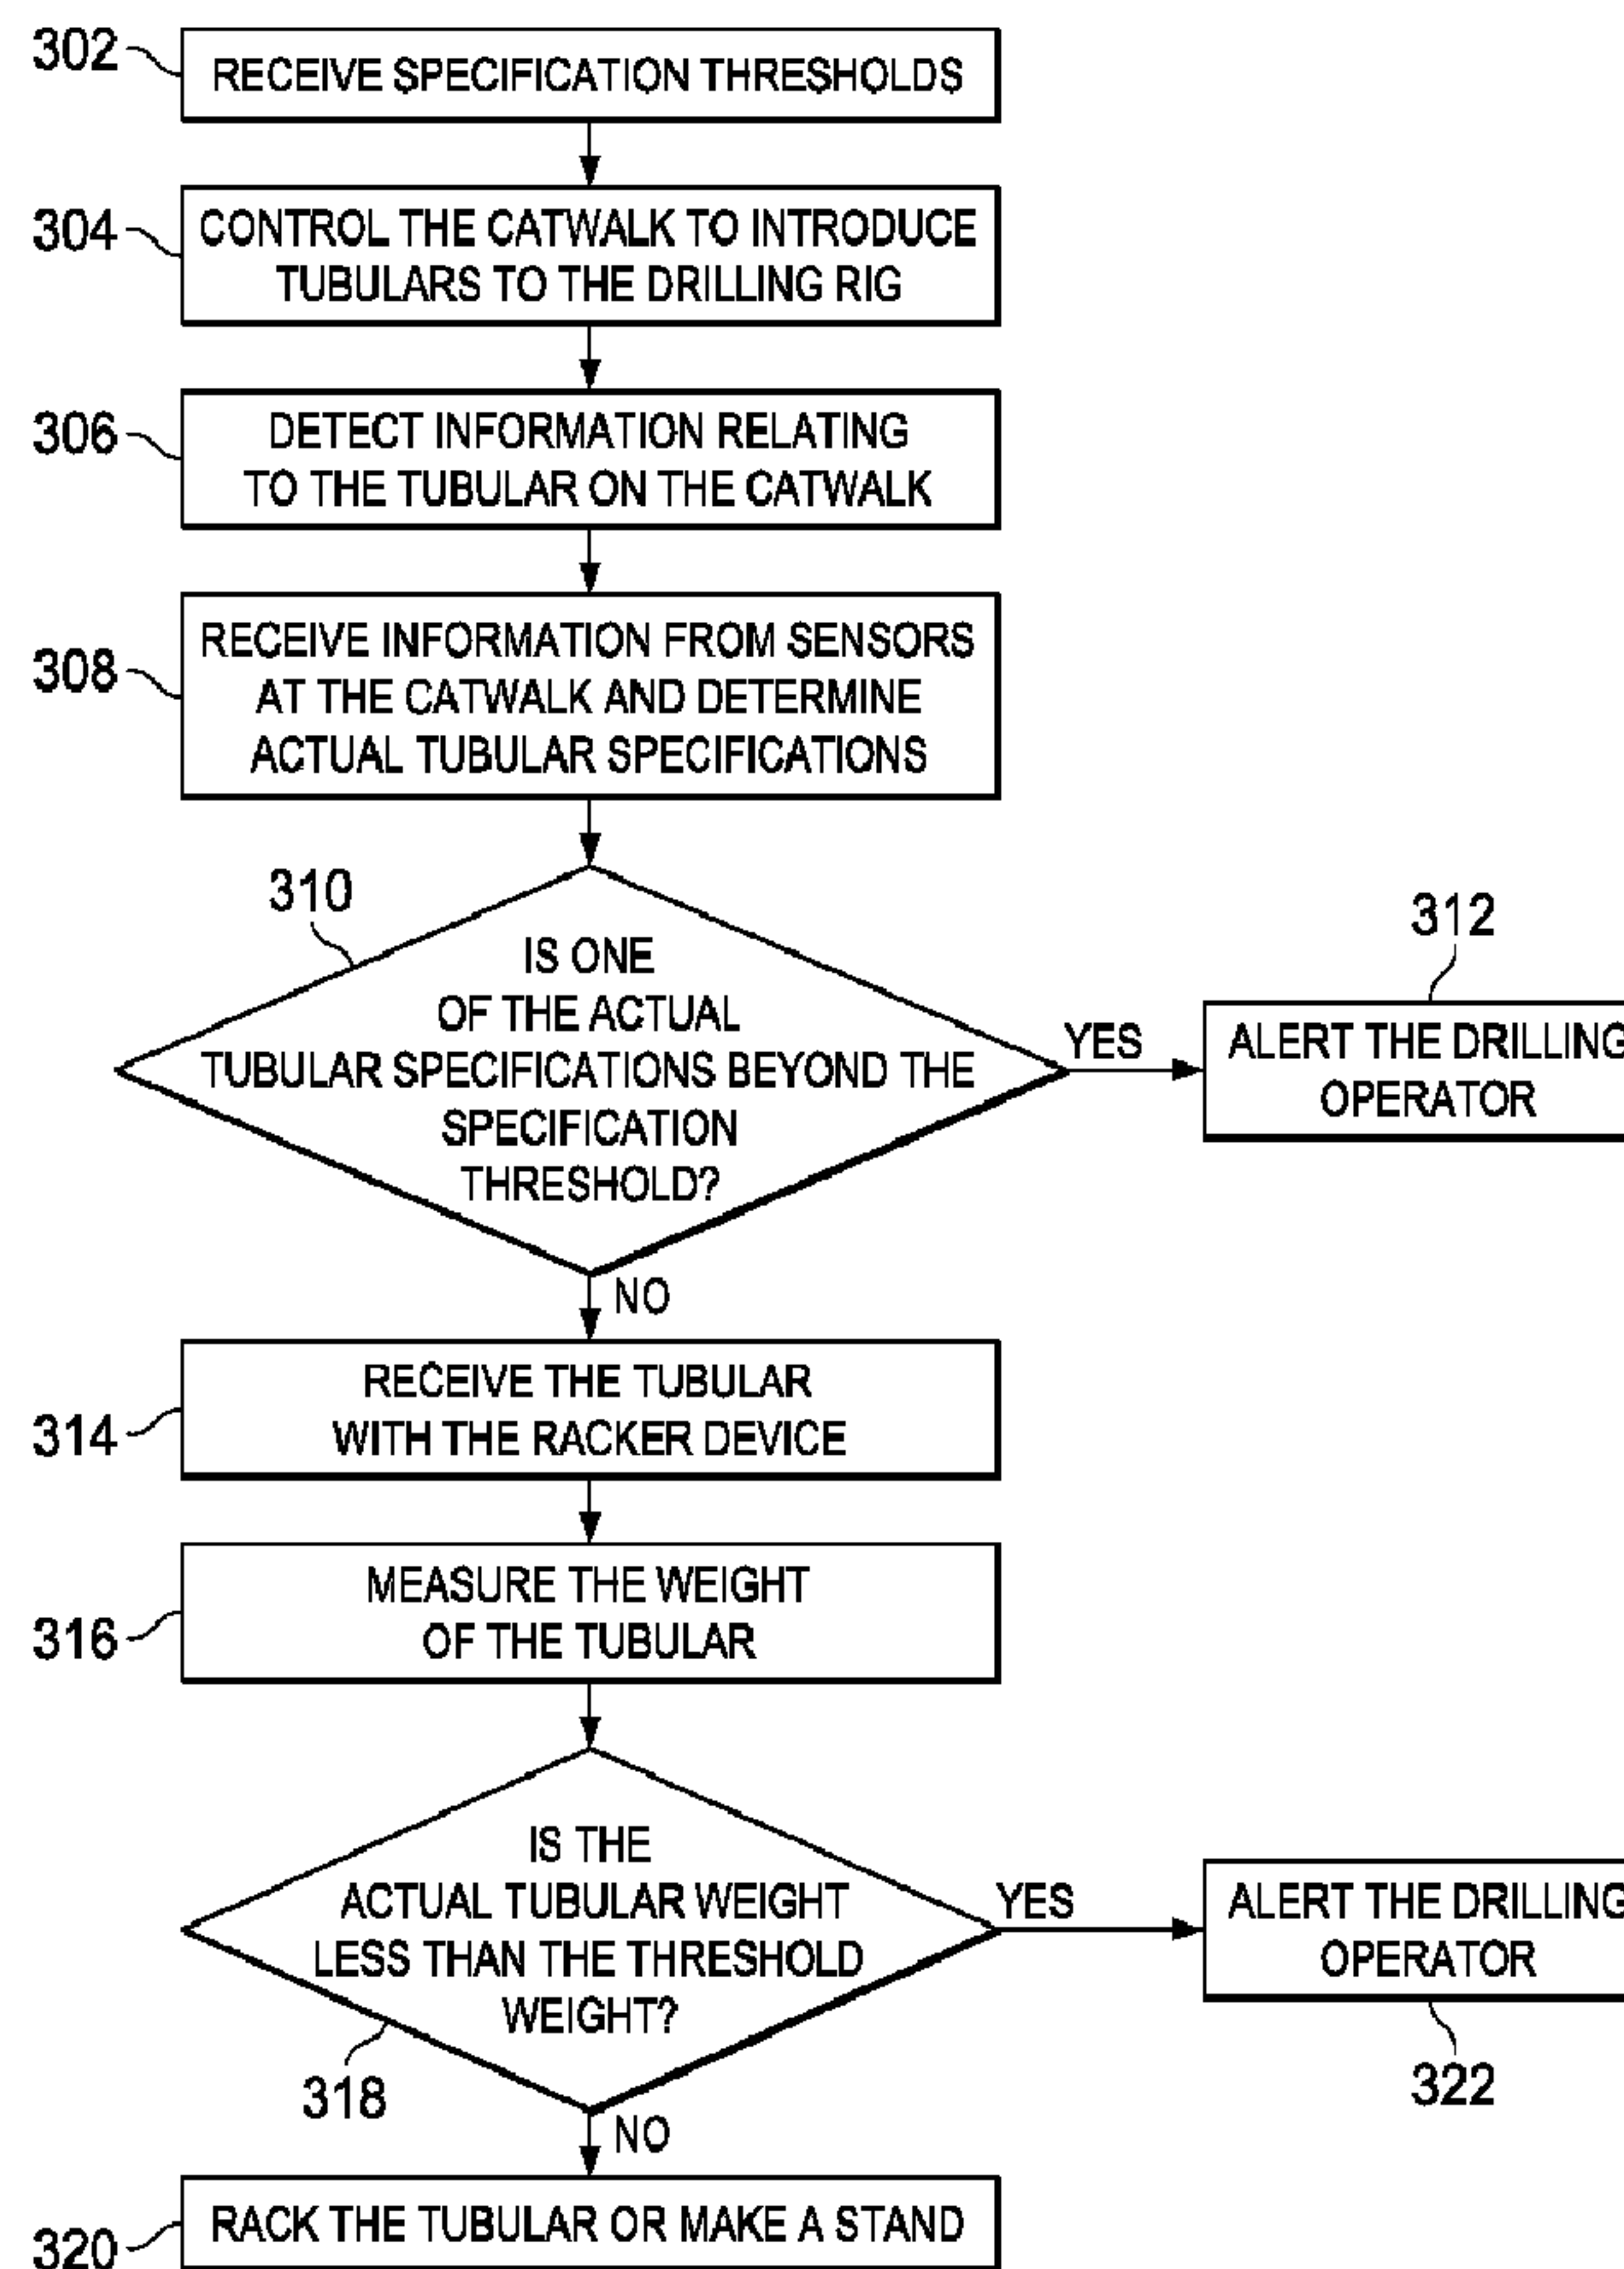 302
RECEIVE SPECIFICATION THRESHOLDS
304
CONTROL THE CATWALK TO INTRODUCE
TUBULARS TO THE DRILLING RIG
306
DETECT INFORMATION RELATING
TO THE TUBULAR ON THE CATWALK
308
RECEIVE INFORMATION FROM SENSORS
AT THE CATWALK AND DETERMINE
ACTUAL TUBULAR SPECIFICATIONS
310
IS ONE
OF THE ACTUAL
TUBULAR SPECIFICATIONS BEYOND THE
SPECIFICATION
THRESHOLD?
YES
312
ALERT THE DRILLING
OPERATOR
NO
314
RECEIVE THE TUBULAR
WITH THE RACKER DEVICE
316
MEASURE THE WEIGHT
OF THE TUBULAR
IS THE
ACTUAL TUBULAR WEIGHT
LESS THAN THE THRESHOLD
WEIGHT?
318
YES
ALERT THE DRILLING
OPERATOR
322
NO
320
RACK THE TUBULAR OR MAKE A STAND